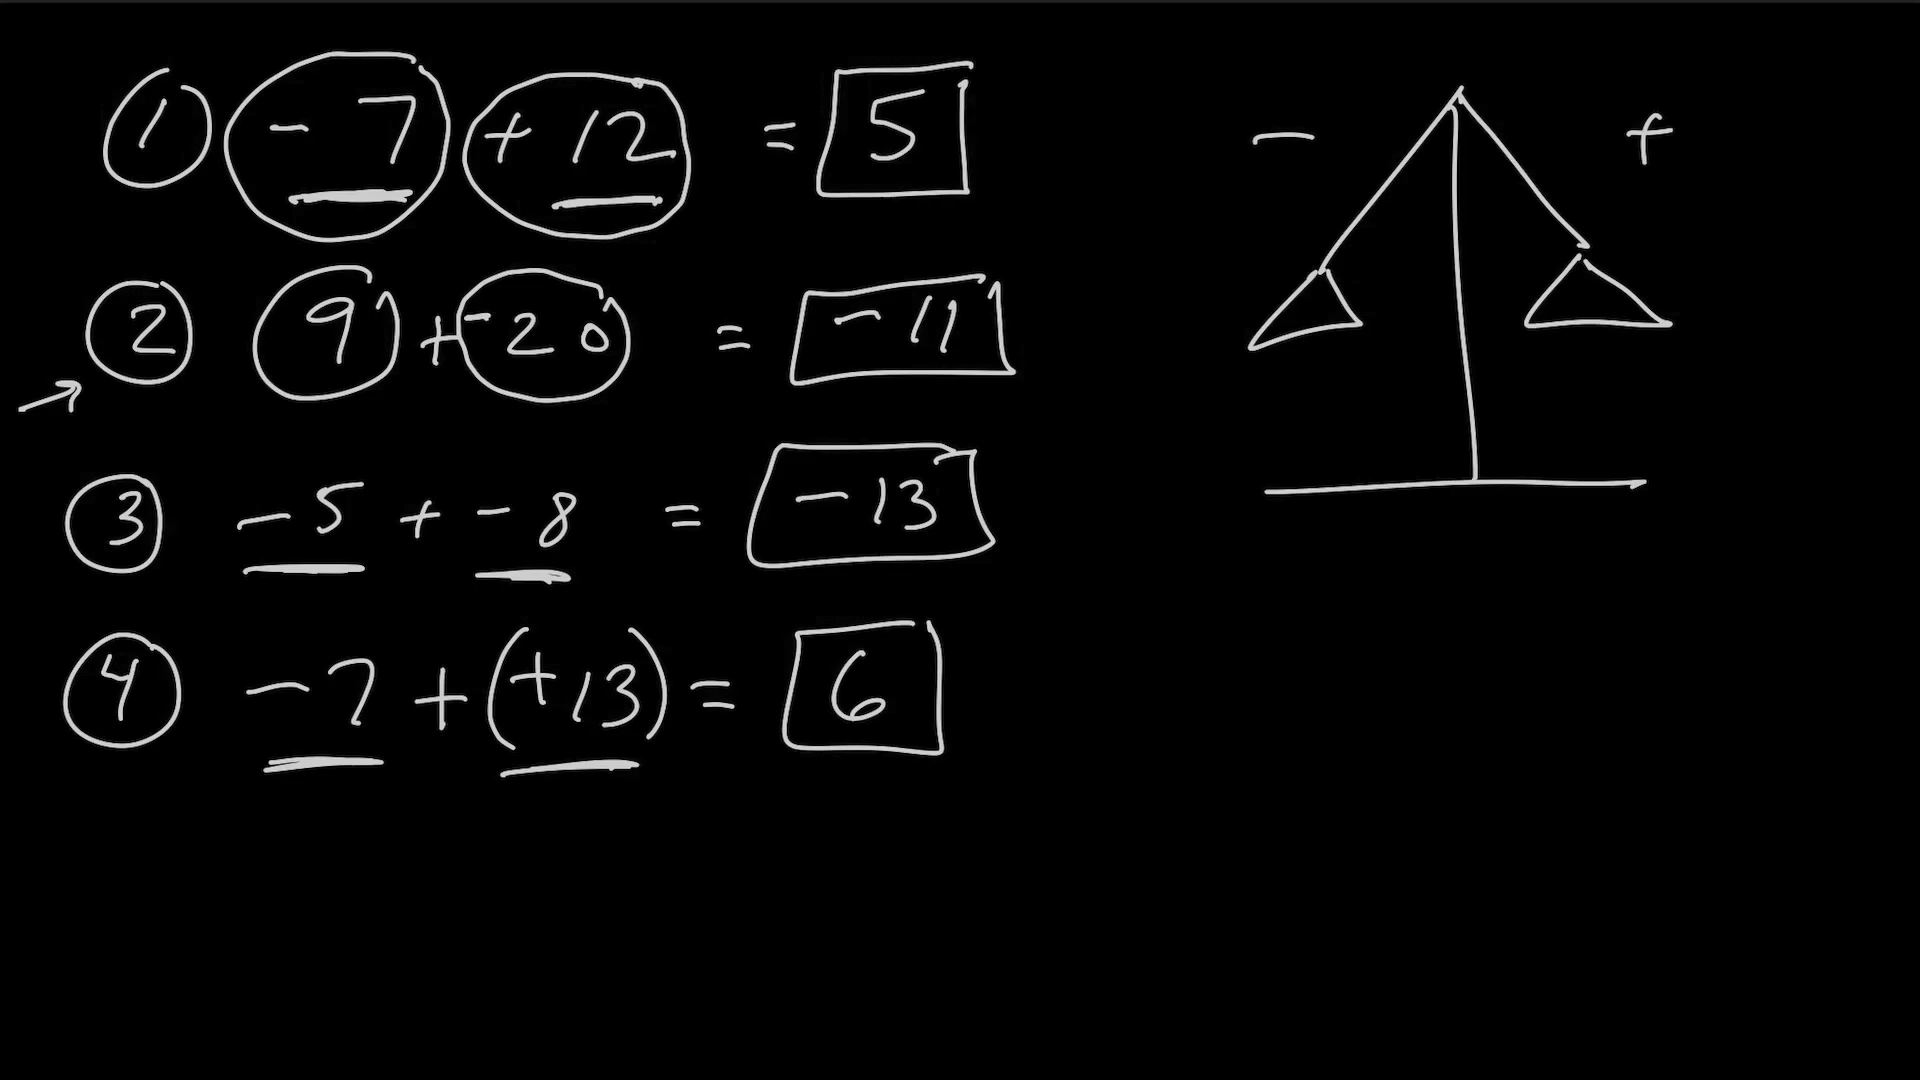 1 -7 + 12 = 5
2 9 + -20 = -11
3 -5 + -8 = -13
4 -7 + (+13) = 6
- +